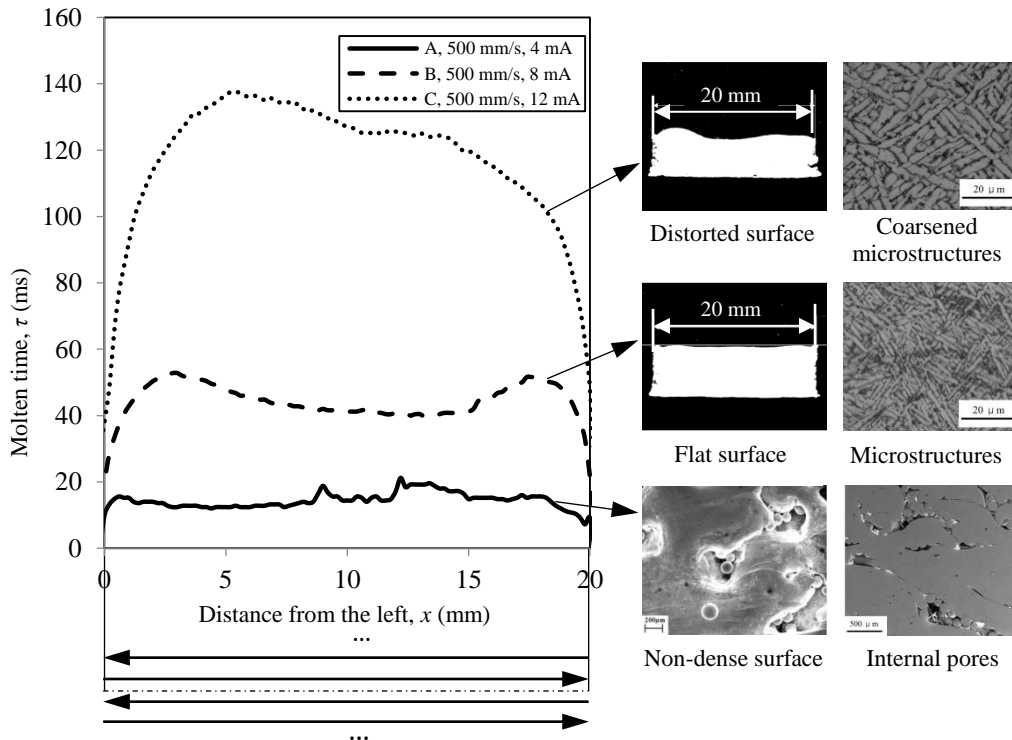 160
140
120
100
80
60
40
20
0
Molten time, τ (ms)
A, 500 mm/s, 4 mA
B, 500 mm/s, 8 mA
C, 500 mm/s, 12 mA
0 5 10 15 20
Distance from the left, x (mm)
...
...
20 mm
Distorted surface
20 μm
Coarsened
microstructures
20 mm
Flat surface
20 μm
Microstructures
200μm
Non-dense surface
500 μm
Internal pores